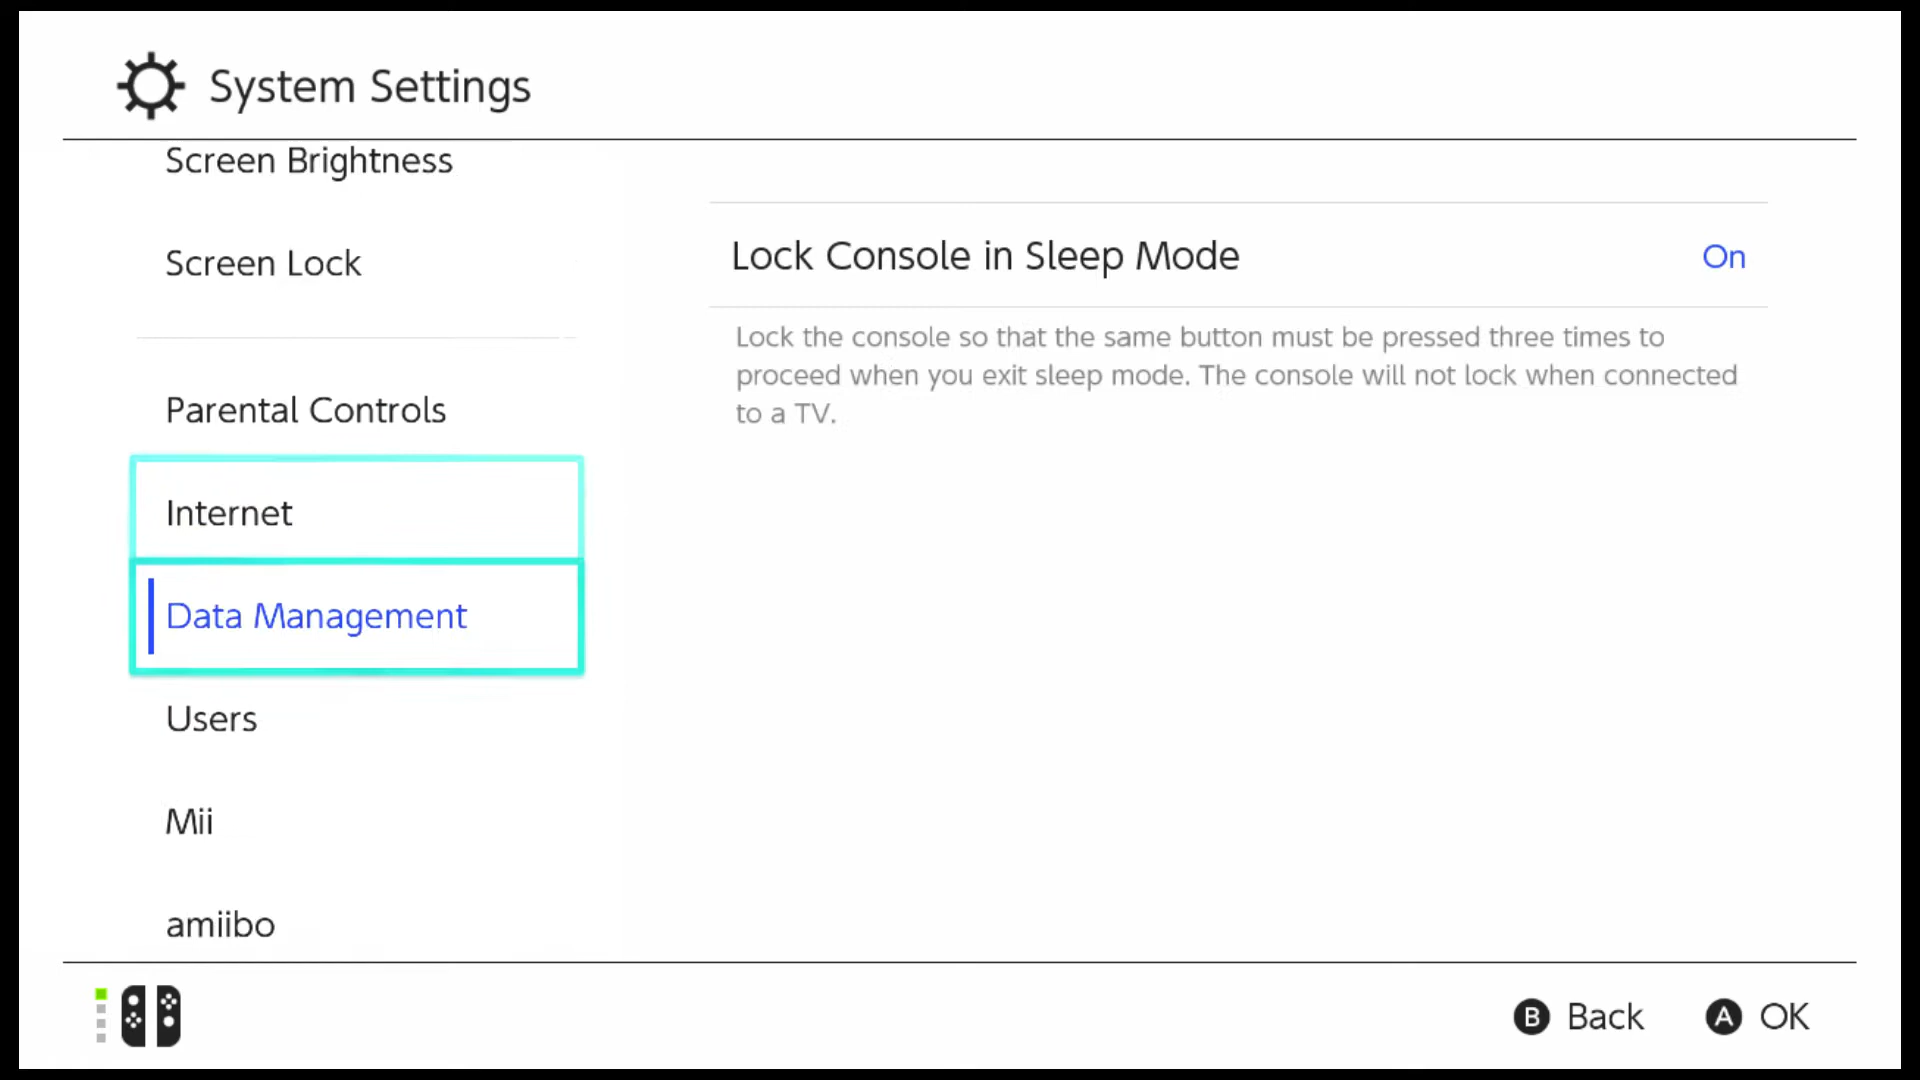 System Settings
Screen Brightness
Screen Lock
Parental Controls
Internet
Data Management
Users
Mii
amiibo
Lock Console in Sleep Mode On
Lock the console so that the same button must be pressed three times to
proceed when you exit sleep mode. The console will not lock when connected
to a TV.
B Back A OK